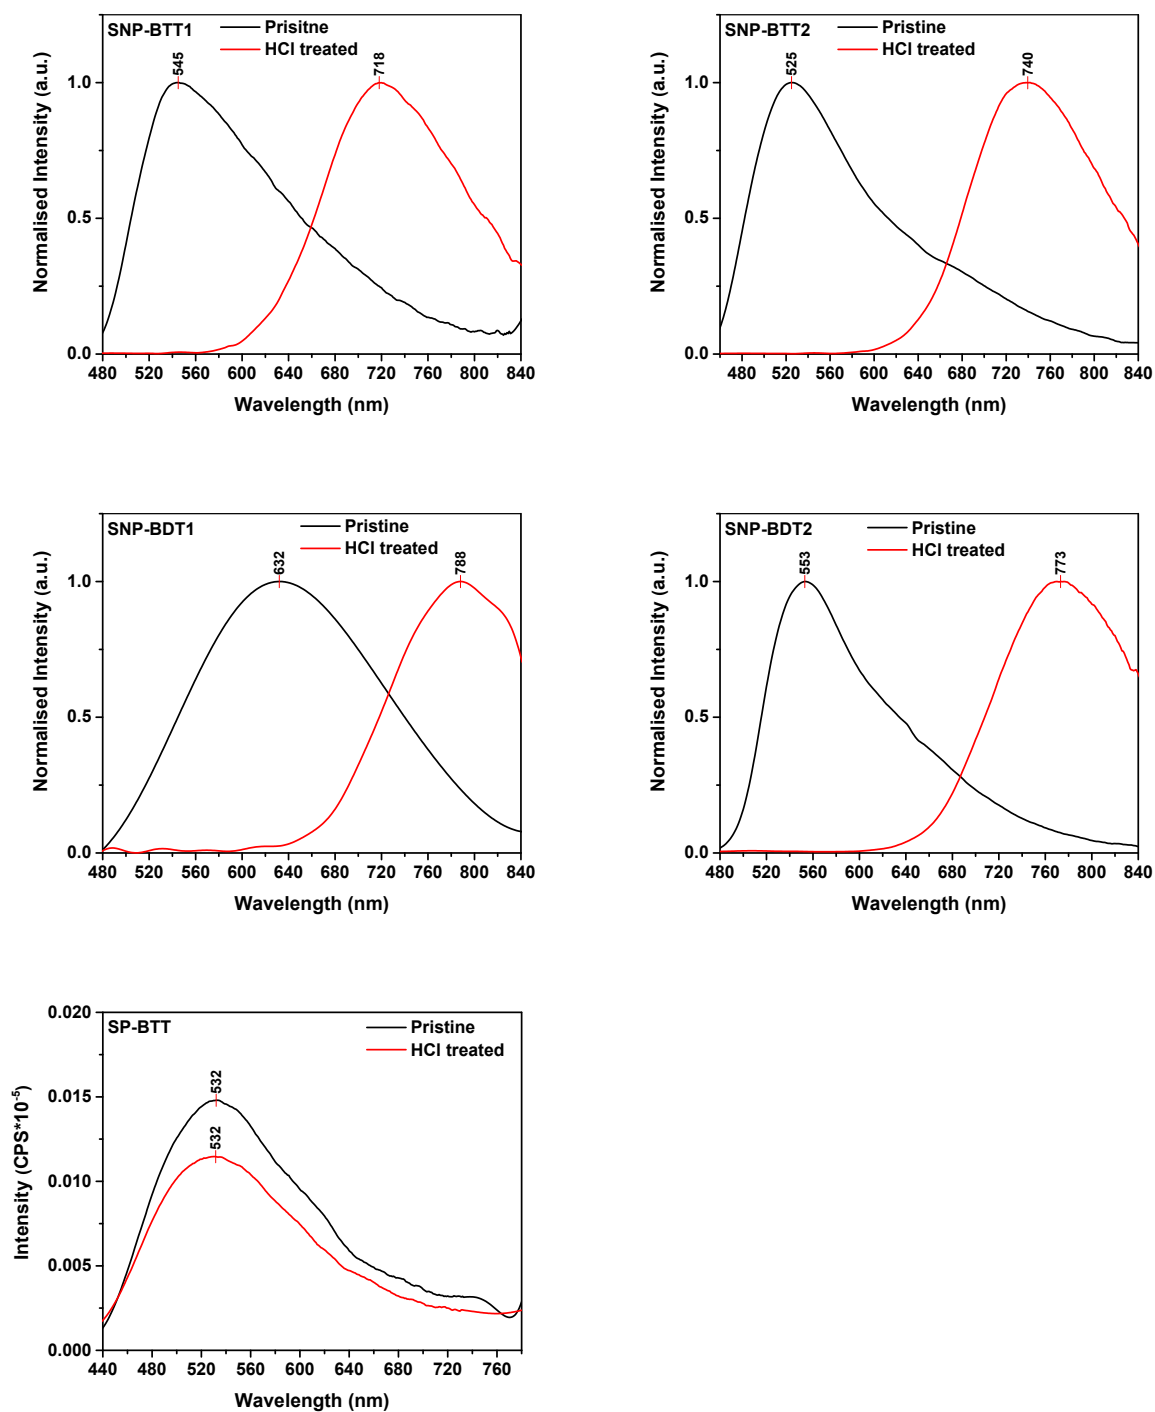 SNP-BTT1
Prisitne
HCl treated
545
718
Normalised Intensity (a.u.)
1.0
0.5
0.0
480 520 560 600 640 680 720 760 800 840
Wavelength (nm)
SNP-BTT2
Pristine
HCl treated
525
740
Normalised Intensity (a.u.)
1.0
0.5
0.0
480 520 560 600 640 680 720 760 800 840
Wavelength (nm)
SNP-BDT1
Pristine
HCl treated
632
788
Normalised Intensity (a.u.)
1.0
0.5
0.0
480 520 560 600 640 680 720 760 800 840
Wavelength (nm)
SNP-BDT2
Pristine
HCl treated
553
773
Normalised Intensity (a.u.)
1.0
0.5
0.0
480 520 560 600 640 680 720 760 800 840
Wavelength (nm)
SP-BTT
Pristine
HCl treated
532
532
Intensity (CPS*10⁻⁵)
0.020
0.015
0.010
0.005
0.000
440 480 520 560 600 640 680 720 760
Wavelength (nm)